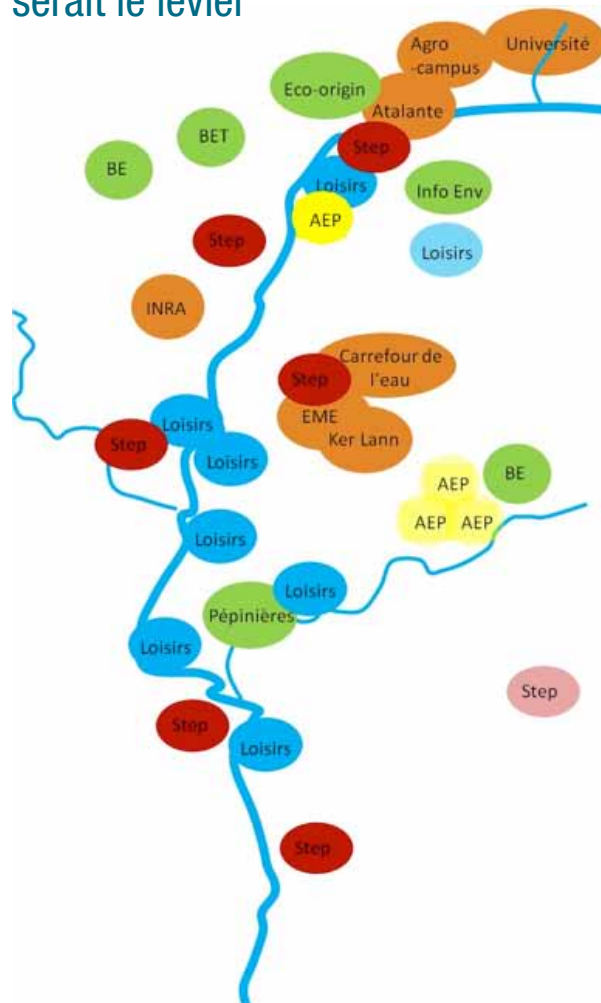 serait le levier
Agro
-campus
Université
Eco-origin
Atalante
BET
Step
BE
Loisirs
Info Env
AEP
Step
Loisirs
INRA
Carrefour de
l'eau
Step
EME
Loisirs
Ker Lann
Step
Loisirs
BE
AEP
AEP
AEP
Loisirs
Loisirs
Pépinières
Loisirs
Step
Step
Loisirs
Step